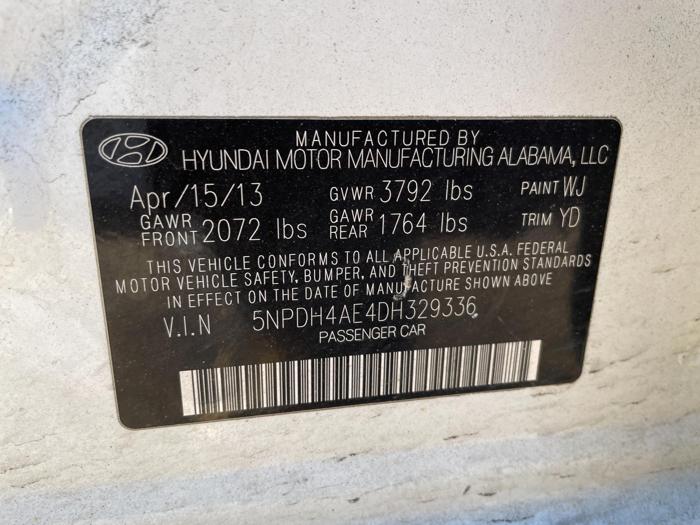 MANUFACTURED BY
HYUNDAI MOTOR MANUFACTURING ALABAMA, LLC
Apr/15/13 GVWR 3792 lbs PAINT WJ
GAWR FRONT 2072 lbs GAWR REAR 1764 lbs TRIM YD
THIS VEHICLE CONFORMS TO ALL APPLICABLE U.S.A. FEDERAL
MOTOR VEHICLE SAFETY, BUMPER, AND THEFT PREVENTION STANDARDS
IN EFFECT ON THE DATE OF MANUFACTURE SHOWN ABOVE
V.I.N 5NPDH4AE4DH329336
PASSENGER CAR